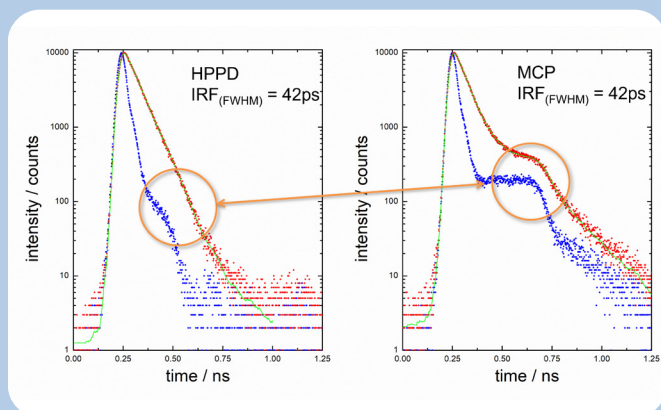 HPPD
IRF(FWHM) = 42ps
intensity / counts
10000
1000
100
10
1
0.00
0.25
0.50
0.75
1.00
1.25
time / ns
MCP
IRF(FWHM) = 42ps
intensity / counts
10000
1000
100
10
1
0.00
0.25
0.50
0.75
1.00
1.25
time / ns